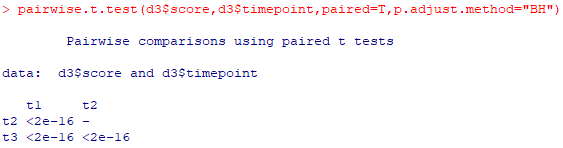 > pairwise.t.test(d3$score,d3$timepoint,paired=T,p.adjust.method="BH")
Pairwise comparisons using paired t tests
data: d3$score and d3$timepoint
t1 t2
t2 <2e-16 -
t3 <2e-16 <2e-16